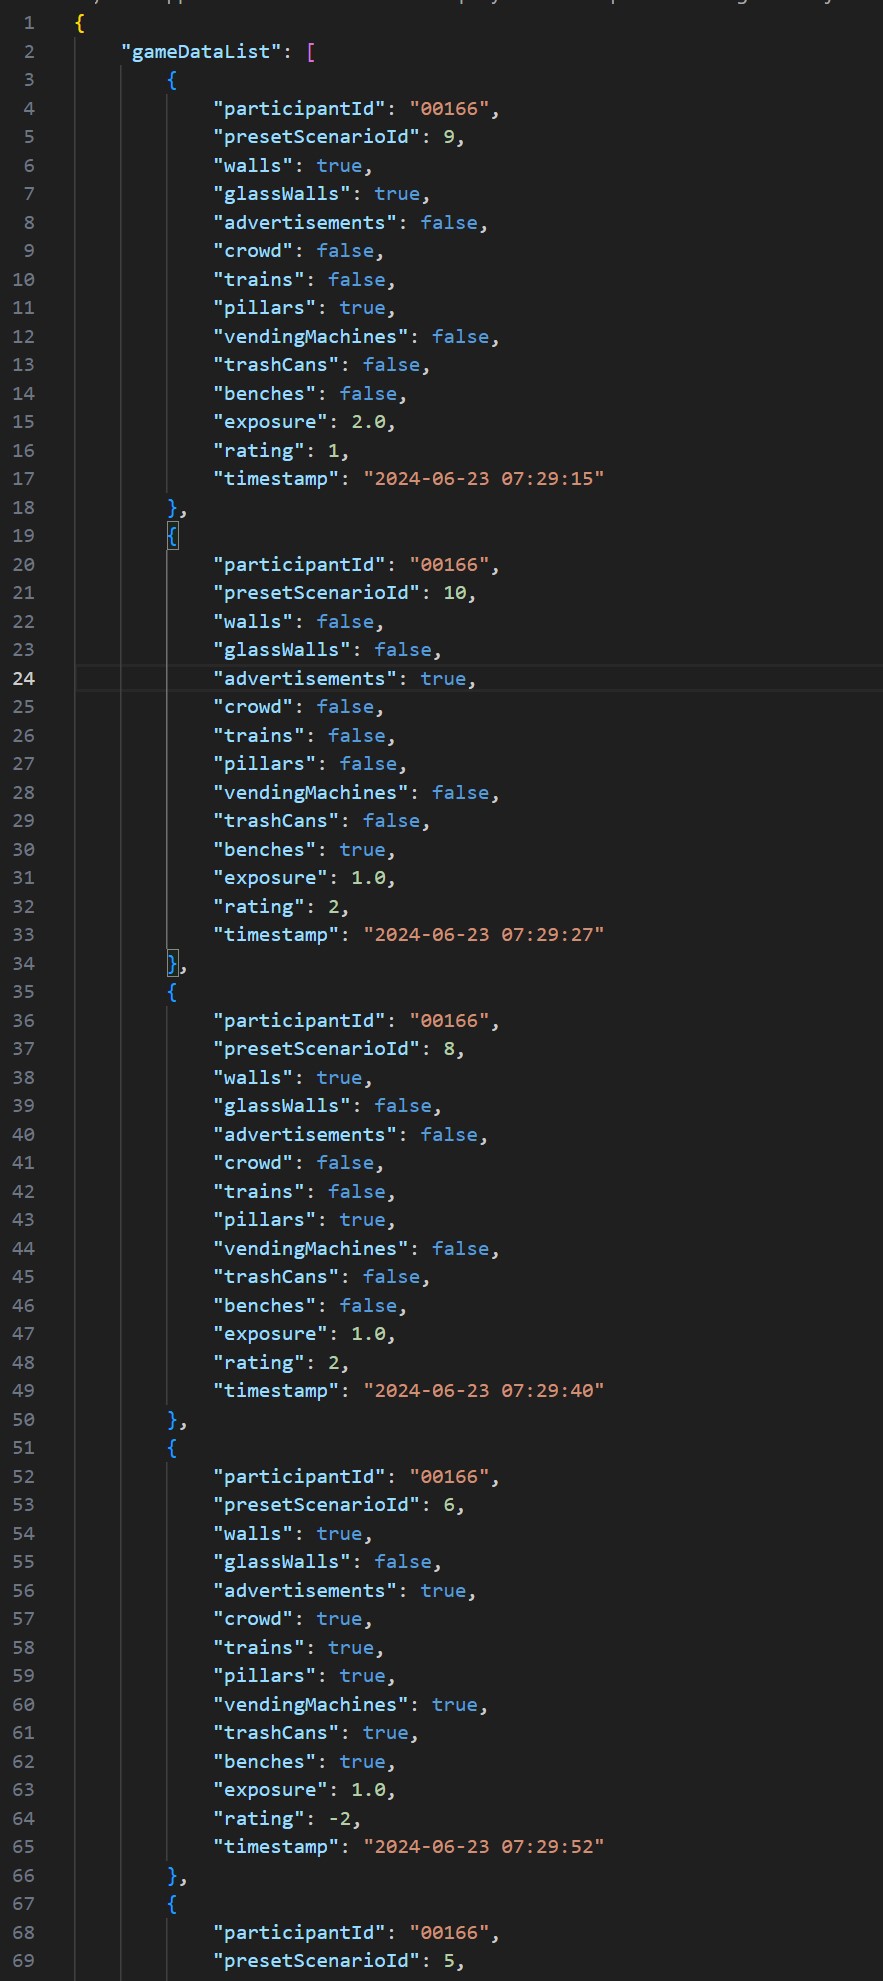 1 {
2 "gameDataList": [
3 {
4 "participantId": "00166",
5 "presetScenarioId": 9,
6 "walls": true,
7 "glassWalls": true,
8 "advertisements": false,
9 "crowd": false,
10 "trains": false,
11 "pillars": true,
12 "vendingMachines": false,
13 "trashCans": false,
14 "benches": false,
15 "exposure": 2.0,
16 "rating": 1,
17 "timestamp": "2024-06-23 07:29:15"
18 },
19 {
20 "participantId": "00166",
21 "presetScenarioId": 10,
22 "walls": false,
23 "glassWalls": false,
24 "advertisements": true,
25 "crowd": false,
26 "trains": false,
27 "pillars": false,
28 "vendingMachines": false,
29 "trashCans": false,
30 "benches": true,
31 "exposure": 1.0,
32 "rating": 2,
33 "timestamp": "2024-06-23 07:29:27"
34 },
35 {
36 "participantId": "00166",
37 "presetScenarioId": 8,
38 "walls": true,
39 "glassWalls": false,
40 "advertisements": false,
41 "crowd": false,
42 "trains": false,
43 "pillars": true,
44 "vendingMachines": false,
45 "trashCans": false,
46 "benches": false,
47 "exposure": 1.0,
48 "rating": 2,
49 "timestamp": "2024-06-23 07:29:40"
50 },
51 {
52 "participantId": "00166",
53 "presetScenarioId": 6,
54 "walls": true,
55 "glassWalls": false,
56 "advertisements": true,
57 "crowd": true,
58 "trains": true,
59 "pillars": true,
60 "vendingMachines": true,
61 "trashCans": true,
62 "benches": true,
63 "exposure": 1.0,
64 "rating": -2,
65 "timestamp": "2024-06-23 07:29:52"
66 },
67 {
68 "participantId": "00166",
69 "presetScenarioId": 5,